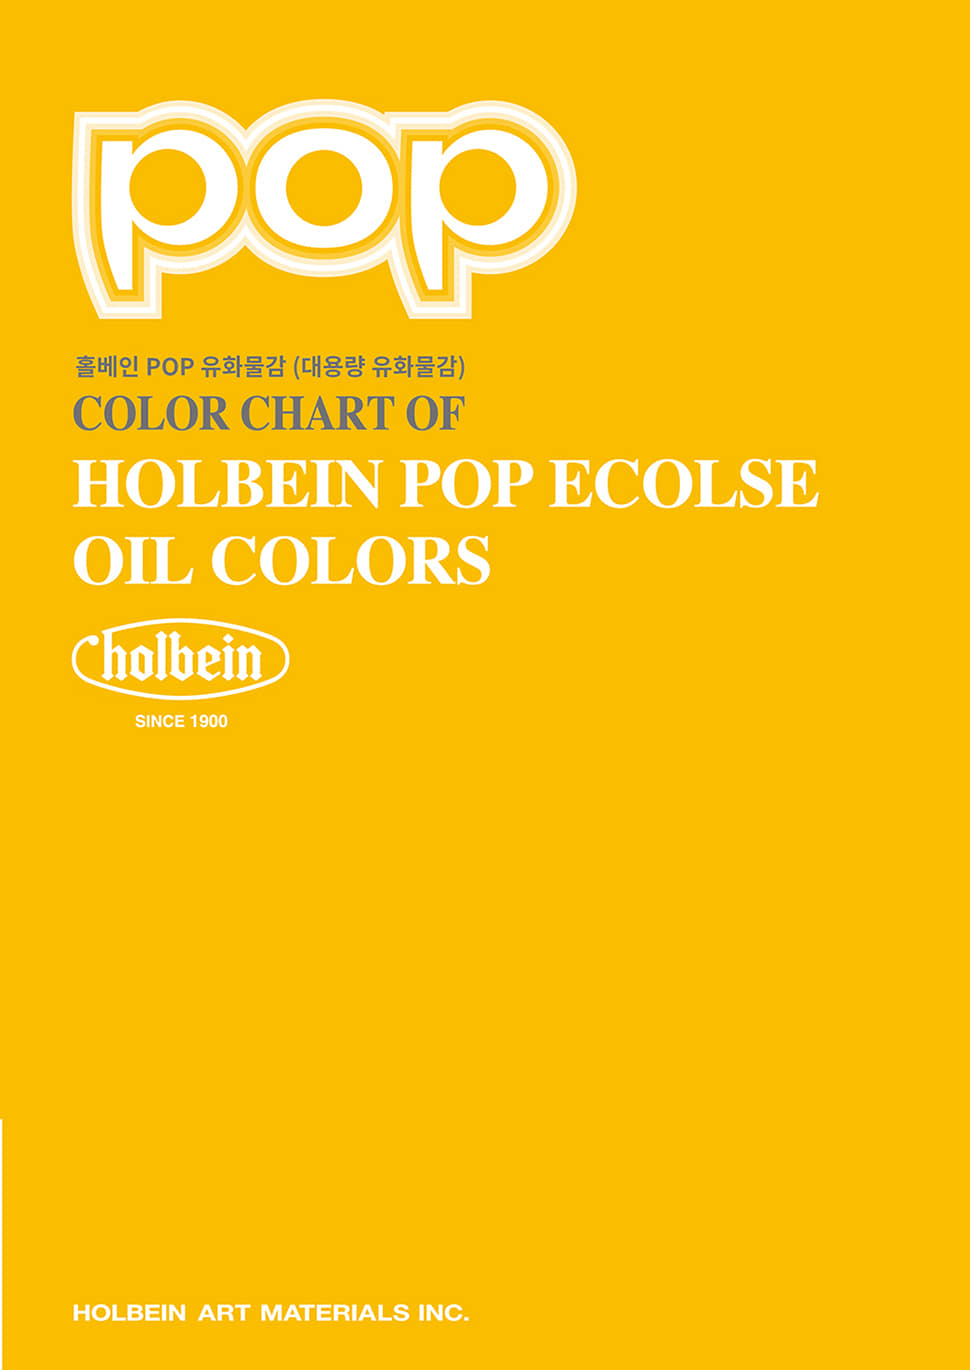 pop
홀베인 POP 유화물감 (대용량 유화물감)
COLOR CHART OF
HOLBEIN POP ECOLSE
OIL COLORS
holbein
SINCE 1900
HOLBEIN ART MATERIALS INC.